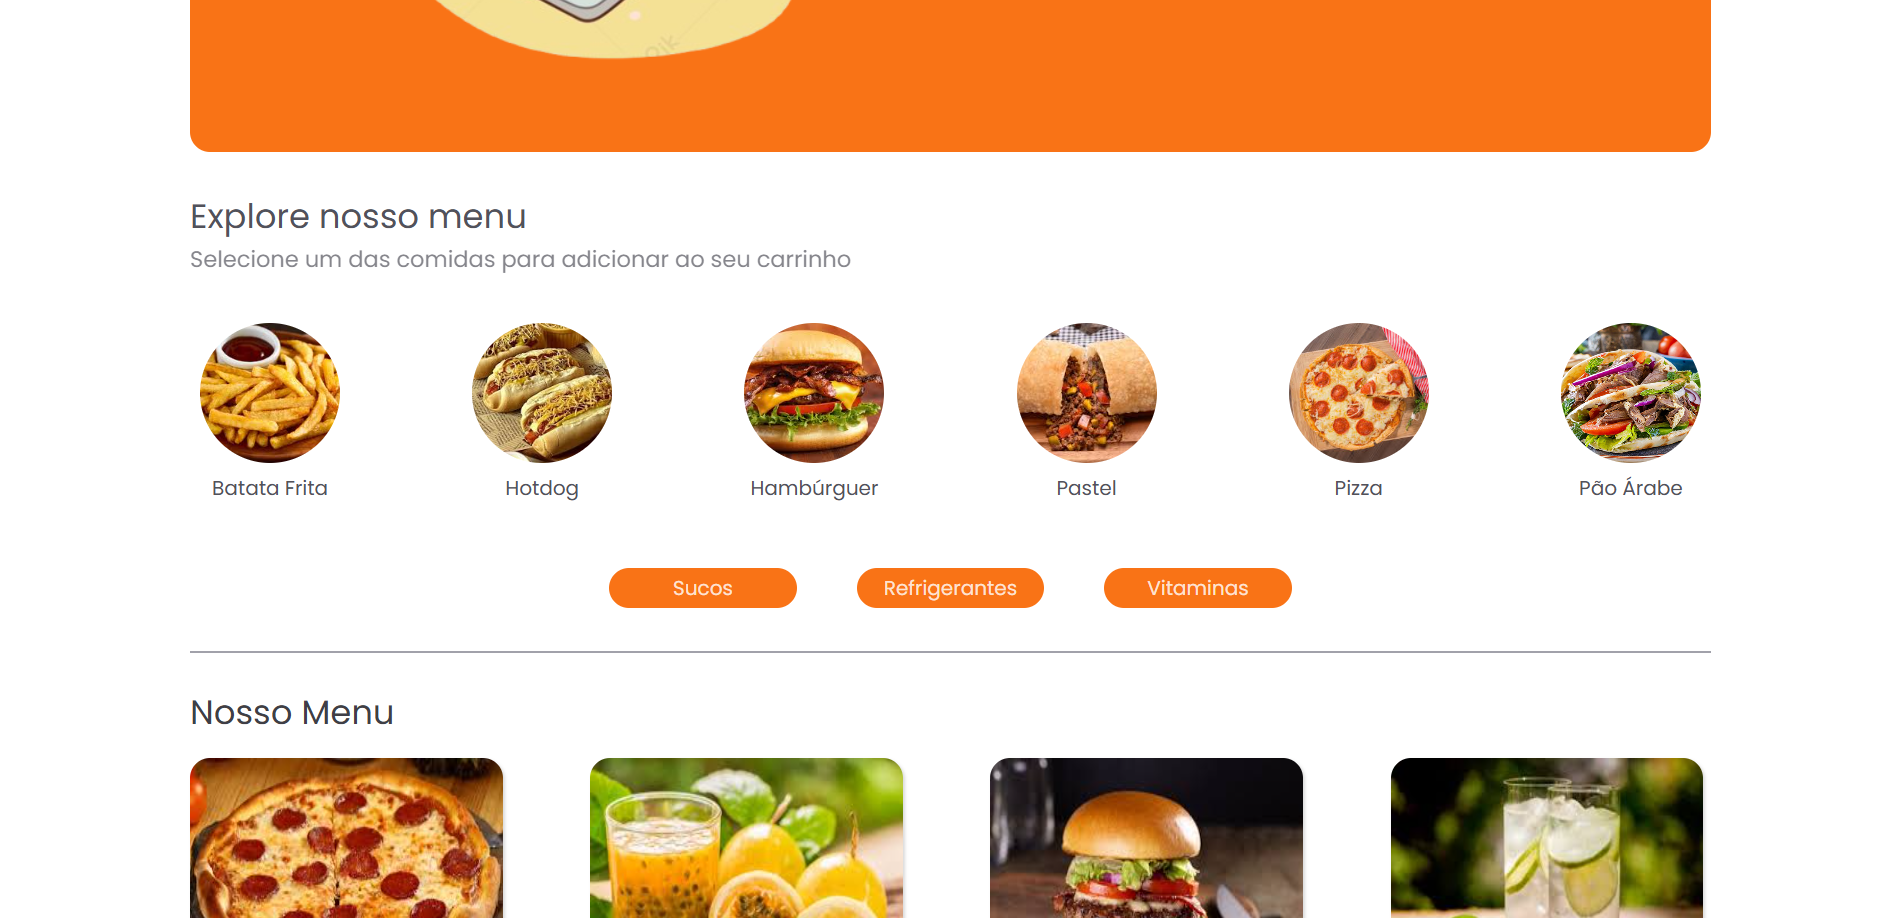 Explore nosso menu
Selecione um das comidas para adicionar ao seu carrinho
Batata Frita
Hotdog
Hambúrguer
Pastel
Pizza
Pão Árabe
Sucos
Refrigerantes
Vitaminas
Nosso Menu